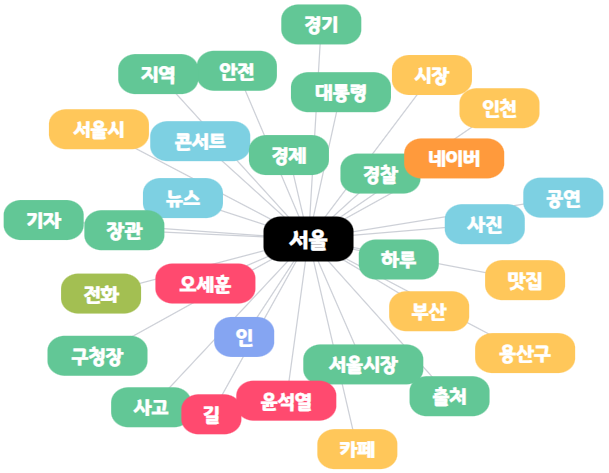 경기
지역
안전
시장
대통령
인천
서울시
콘서트
경제
네이버
경찰
뉴스
공연
기자
장관
사진
서울
하루
맛집
오세훈
전화
부산
인
용산구
구청장
서울시장
출처
사고
길
윤석열
카페